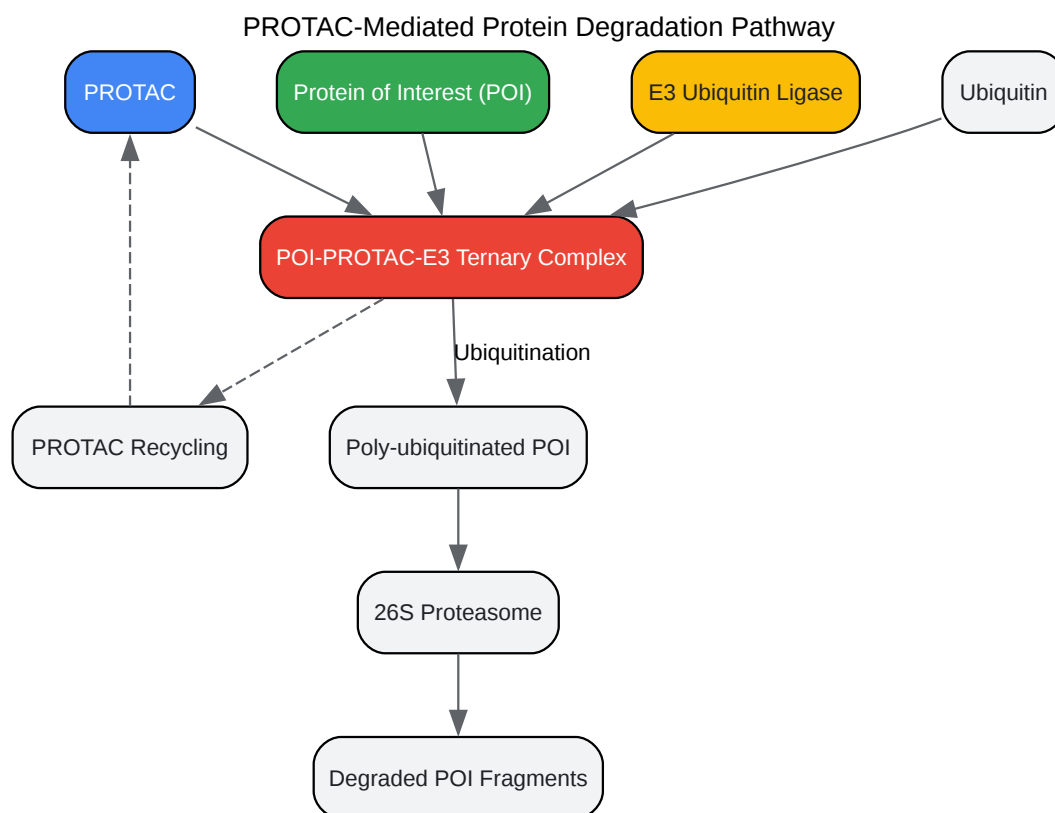 PROTAC-Mediated Protein Degradation Pathway
PROTAC
Protein of Interest (POI)
E3 Ubiquitin Ligase
Ubiquitin
POI-PROTAC-E3 Ternary Complex
Ubiquitination
PROTAC Recycling
Poly-ubiquitinated POI
26S Proteasome
Degraded POI Fragments